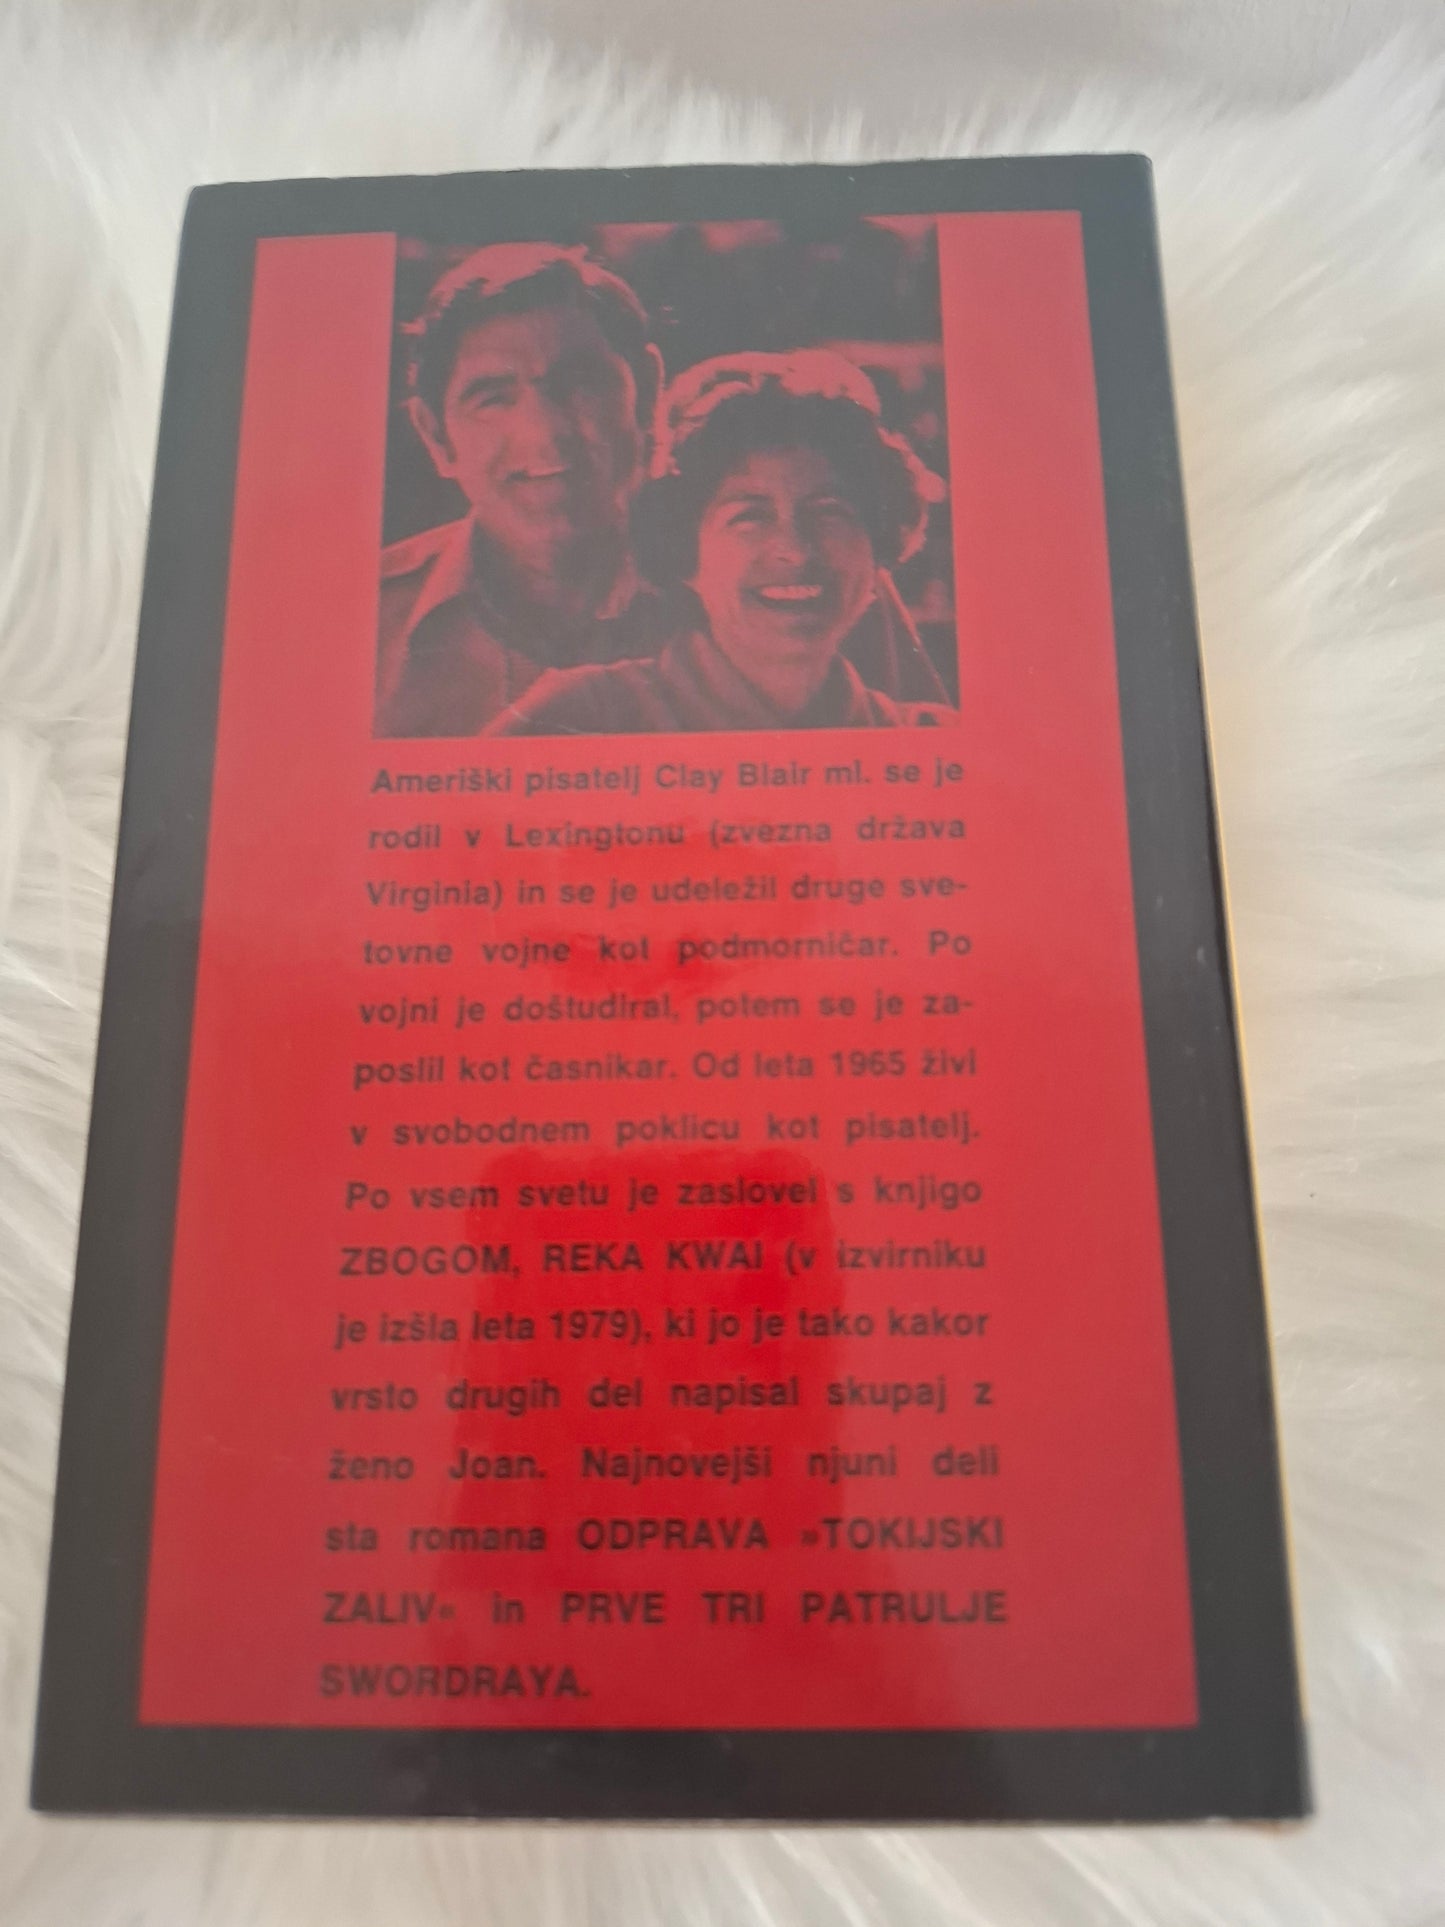 Ameriški pisatelj Clay Blair ml. se je
rodil v Lexingtonu (zvezna država
Virginia) in se je udeležil druge sve-
tovne vojne kot podmorničar. Po
vojni je doštudiral, potem se je za-
poslil kot časnikar. Od leta 1965 živi
v svobodnem poklicu kot pisatelj.
Po vsem svetu je zaslovel s knjigo
ZBOGOM, REKA KWAI (v izvirniku
je izšla leta 1979), ki jo je tako kakor
vrsto drugih del napisal skupaj z
ženo Joan. Najnovejši njuni deli
sta romana ODPRAVA »TOKIJSKI
ZALIV« in PRVE TRI PATRULJE
SWORDRAYA.